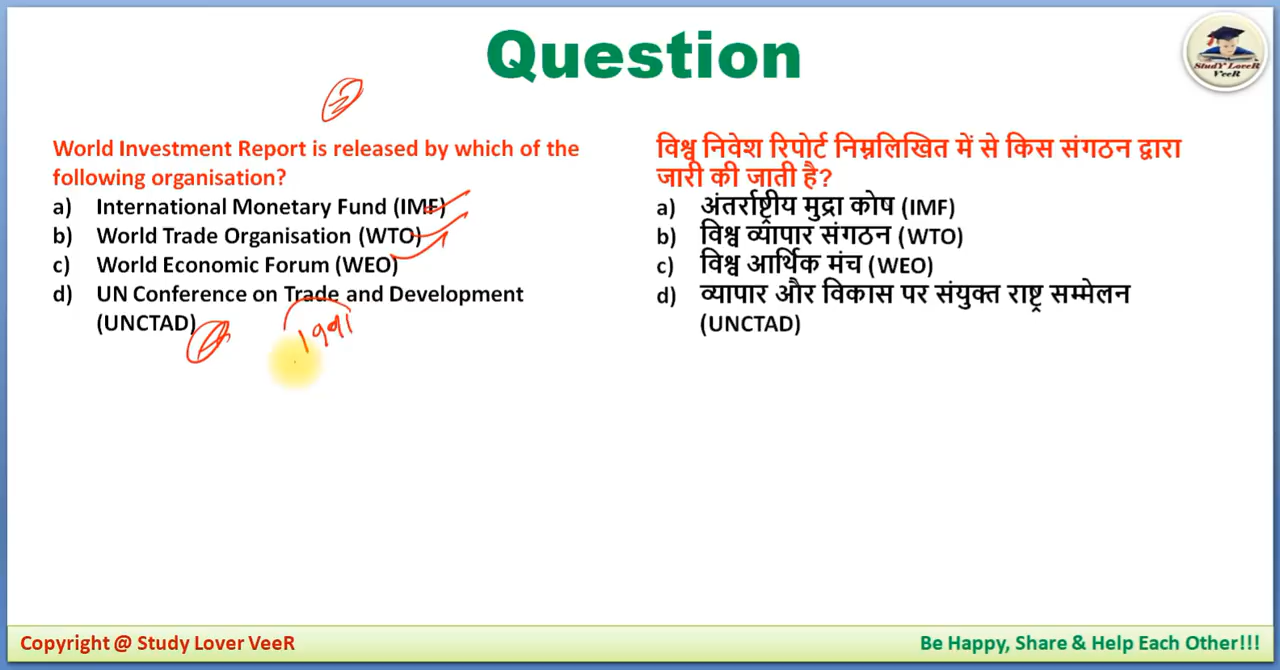 Question
StudY LoveR
VeeR
World Investment Report is released by which of the
following organisation?
a) International Monetary Fund (IMF)
b) World Trade Organisation (WTO)
c) World Economic Forum (WEO)
d) UN Conference on Trade and Development
(UNCTAD)
1991
विश्व निवेश रिपोर्ट निम्नलिखित में से किस संगठन द्वारा
जारी की जाती है?
a) अंतर्राष्ट्रीय मुद्रा कोष (IMF)
b) विश्व व्यापार संगठन (WTO)
c) विश्व आर्थिक मंच (WEO)
d) व्यापार और विकास पर संयुक्त राष्ट्र सम्मेलन
(UNCTAD)
Copyright @ Study Lover VeeR
Be Happy, Share & Help Each Other!!!